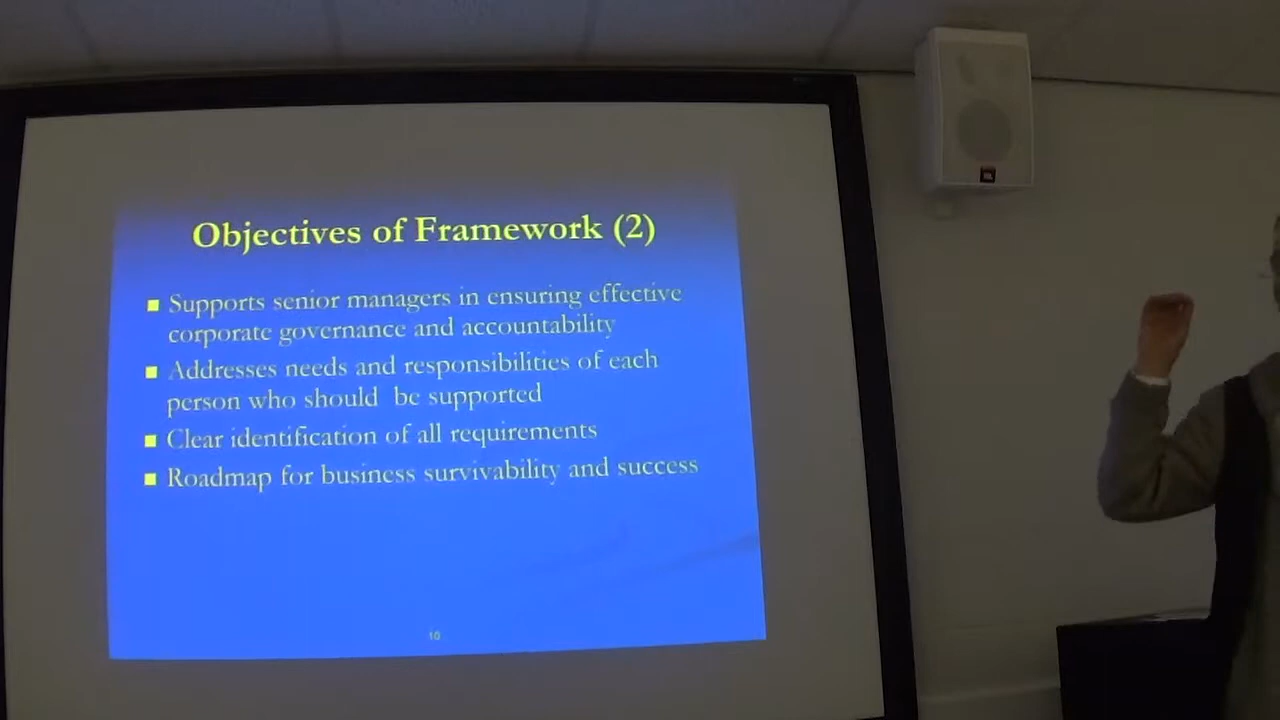 Objectives of Framework (2)
Supports senior managers in ensuring effective
corporate governance and accountability
Addresses needs and responsibilities of each
person who should be supported
Clear identification of all requirements
Roadmap for business survivability and success
10
JBL